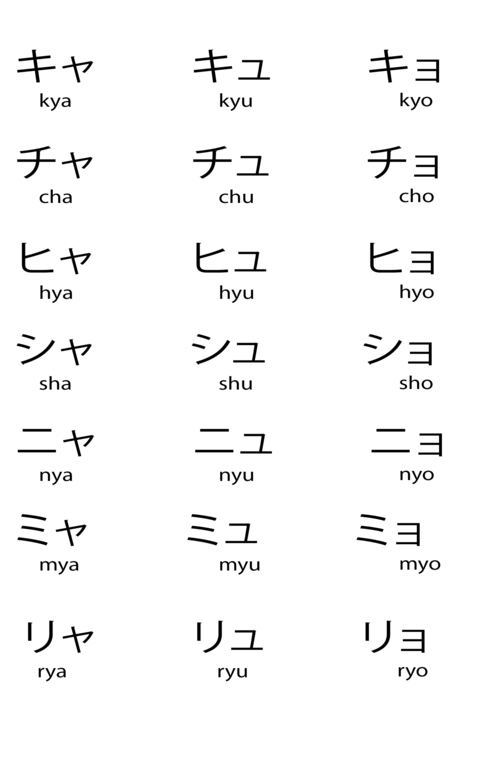 キャ キュ キョ
kya kyu kyo
チャ チュ チョ
cha chu cho
ヒャ ヒュ ヒョ
hya hyu hyo
シャ シュ ショ
sha shu sho
ニャ ニュ ニョ
nya nyu nyo
ミャ ミュ ミョ
mya myu myo
リャ リュ リョ
rya ryu ryo